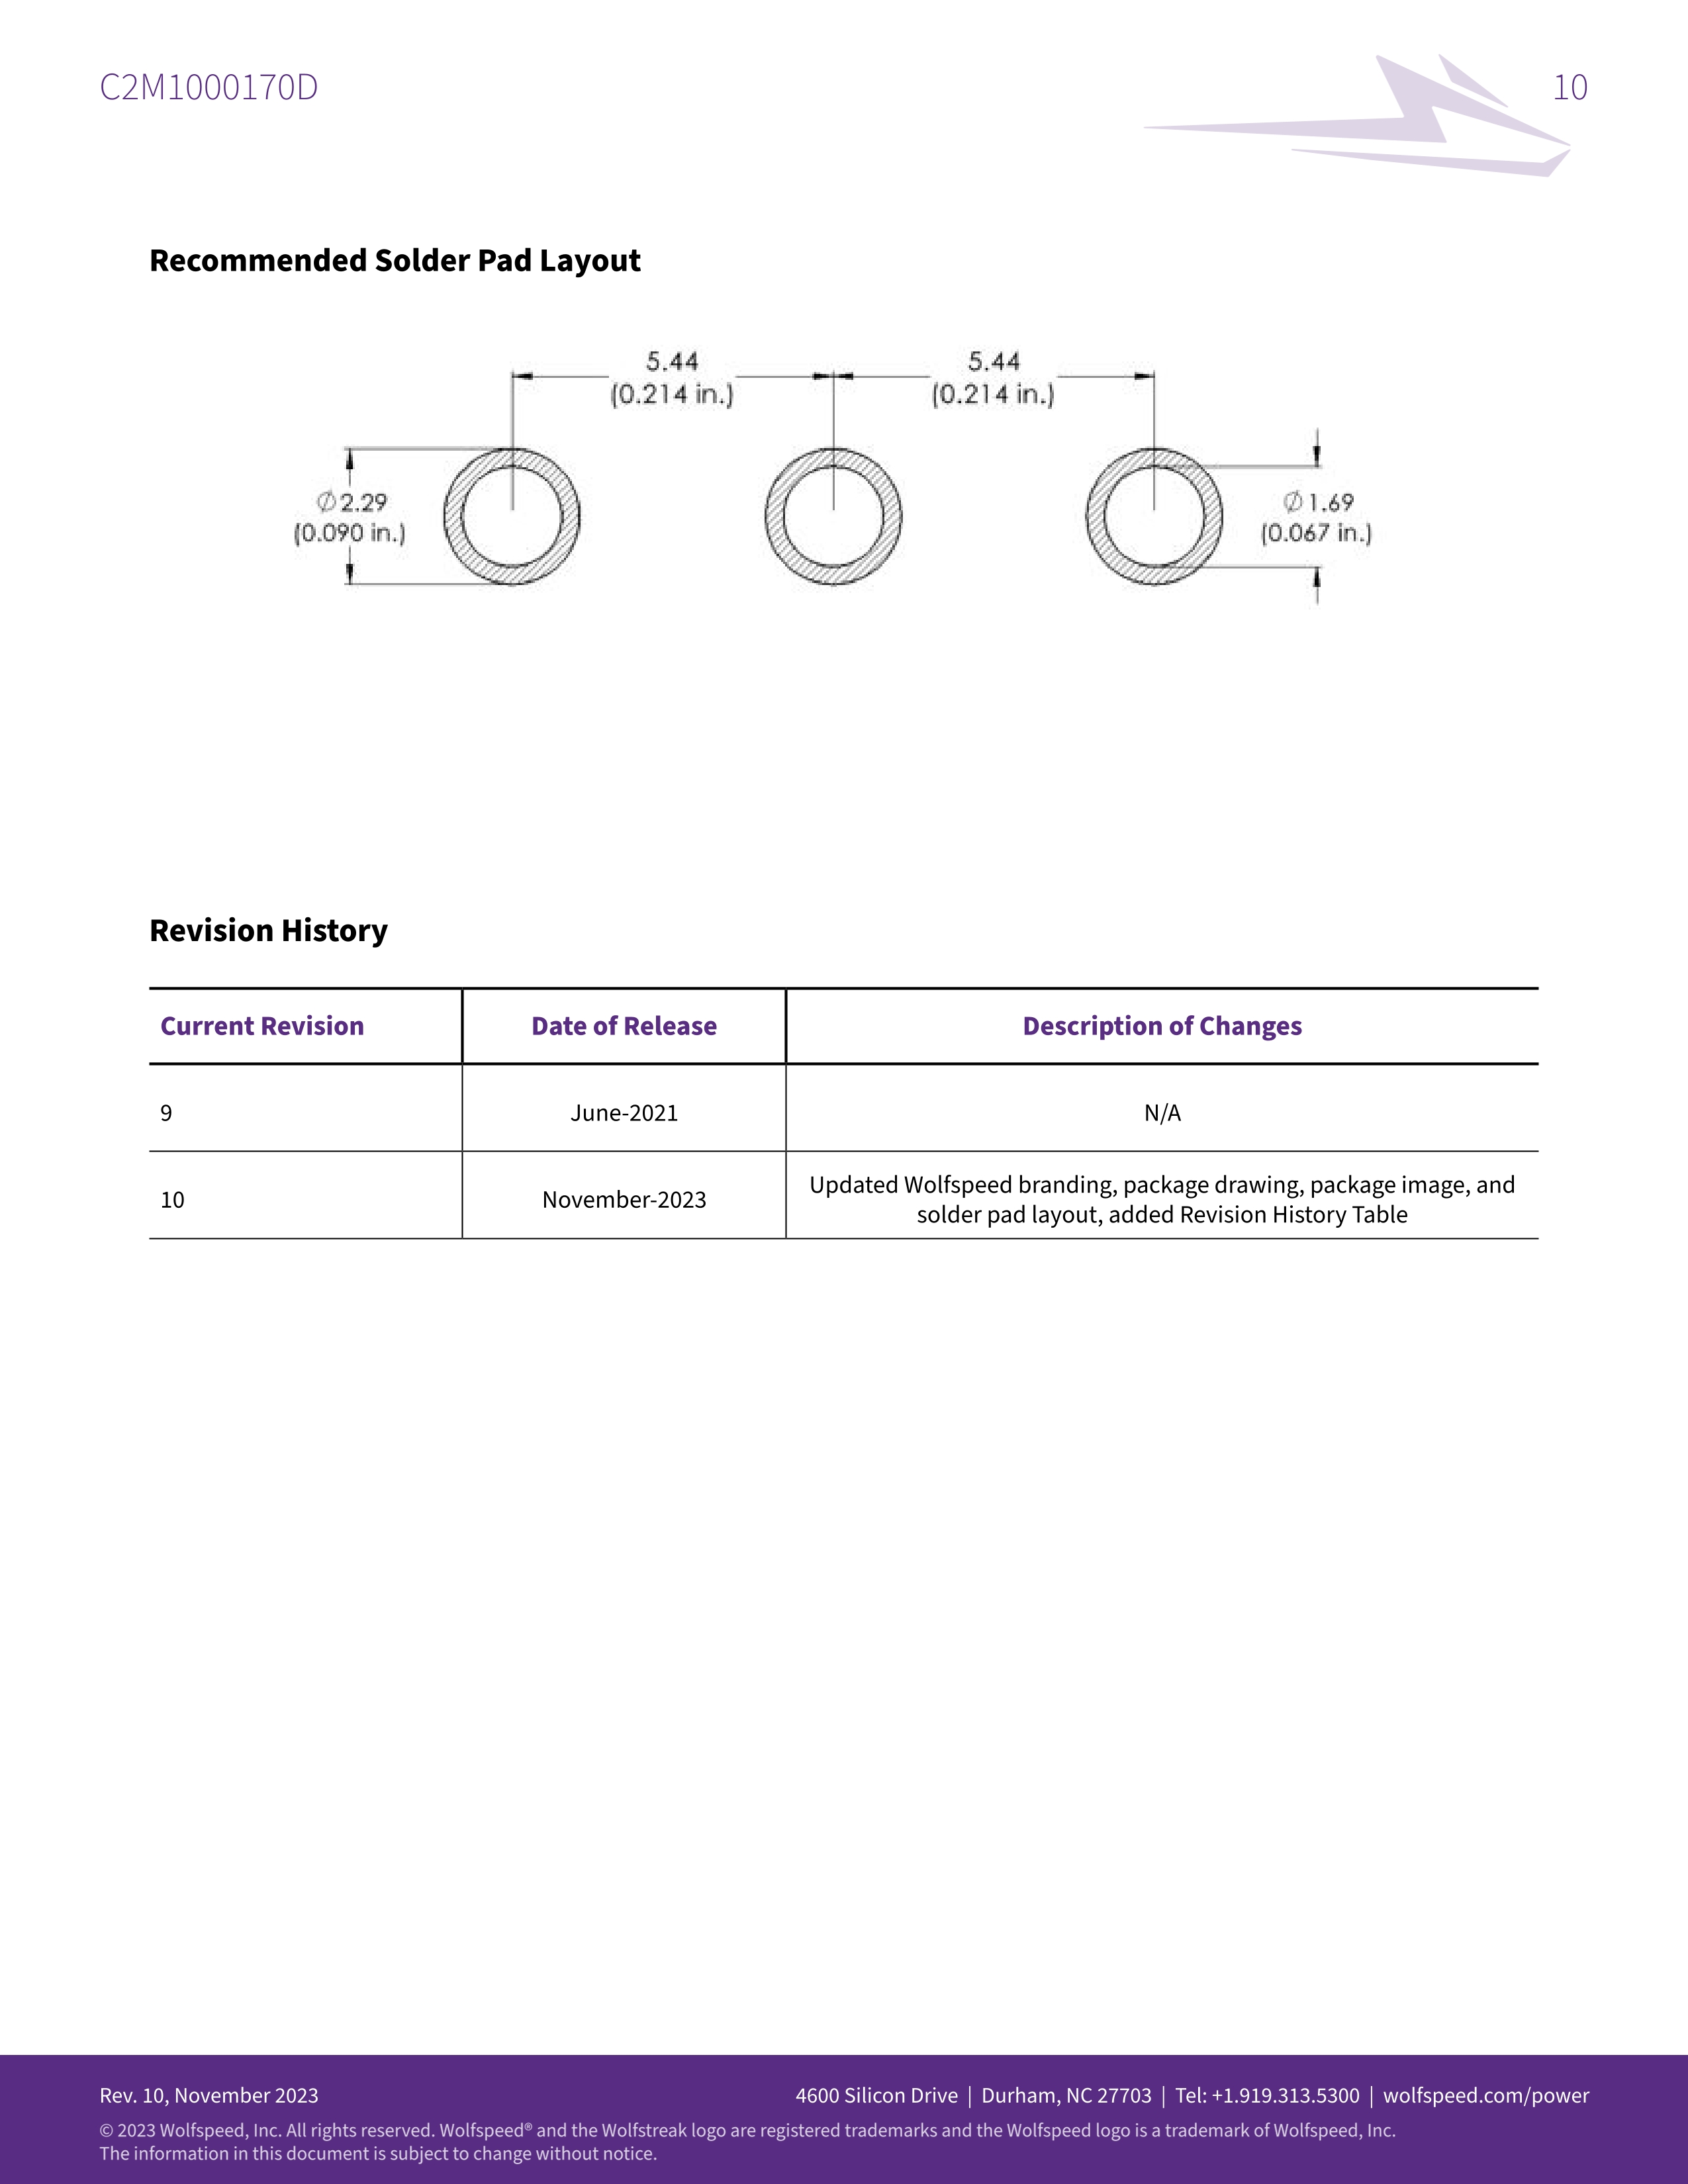 C2M1000170D
10
Recommended Solder Pad Layout
5.44
(0.214 in.)
5.44
(0.214 in.)
∅2.29
(0.090 in.)
∅1.69
(0.067 in.)
Revision History
Current Revision Date of Release Description of Changes
9 June-2021 N/A
10 November-2023 Updated Wolfspeed branding, package drawing, package image, and
solder pad layout, added Revision History Table
Rev. 10, November 2023
4600 Silicon Drive | Durham, NC 27703 | Tel: +1.919.313.5300 | wolfspeed.com/power
© 2023 Wolfspeed, Inc. All rights reserved. Wolfspeed® and the Wolfstreak logo are registered trademarks and the Wolfspeed logo is a trademark of Wolfspeed, Inc.
The information in this document is subject to change without notice.